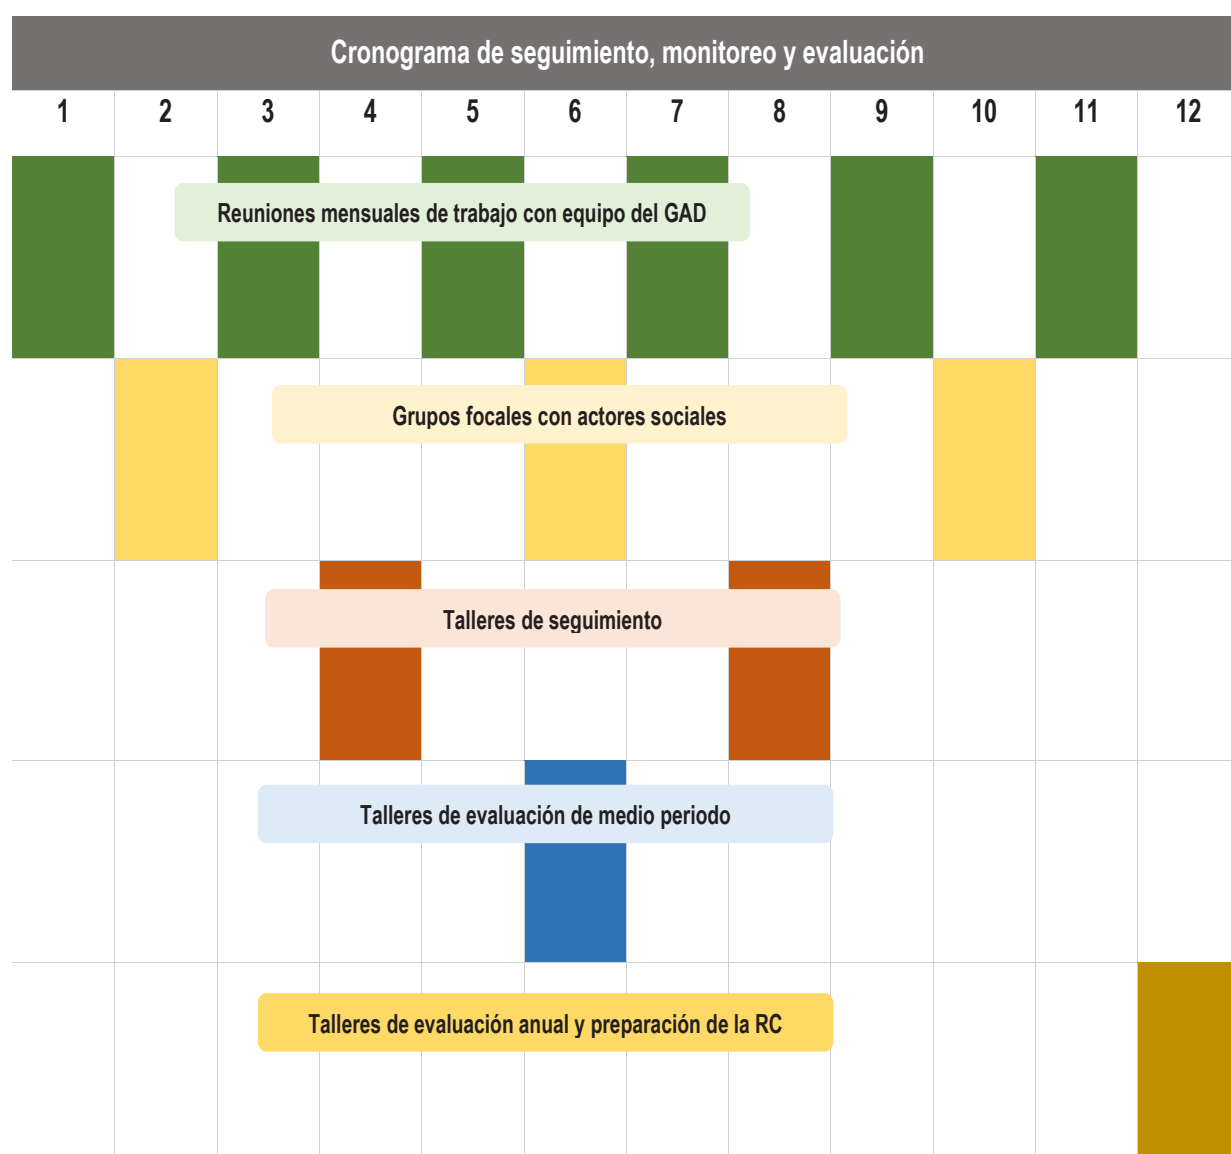 Cronograma de seguimiento, monitoreo y evaluación
1 2 3 4 5 6 7 8 9 10 11 12
Reuniones mensuales de trabajo con equipo del GAD
Grupos focales con actores sociales
Talleres de seguimiento
Talleres de evaluación de medio periodo
Talleres de evaluación anual y preparación de la RC